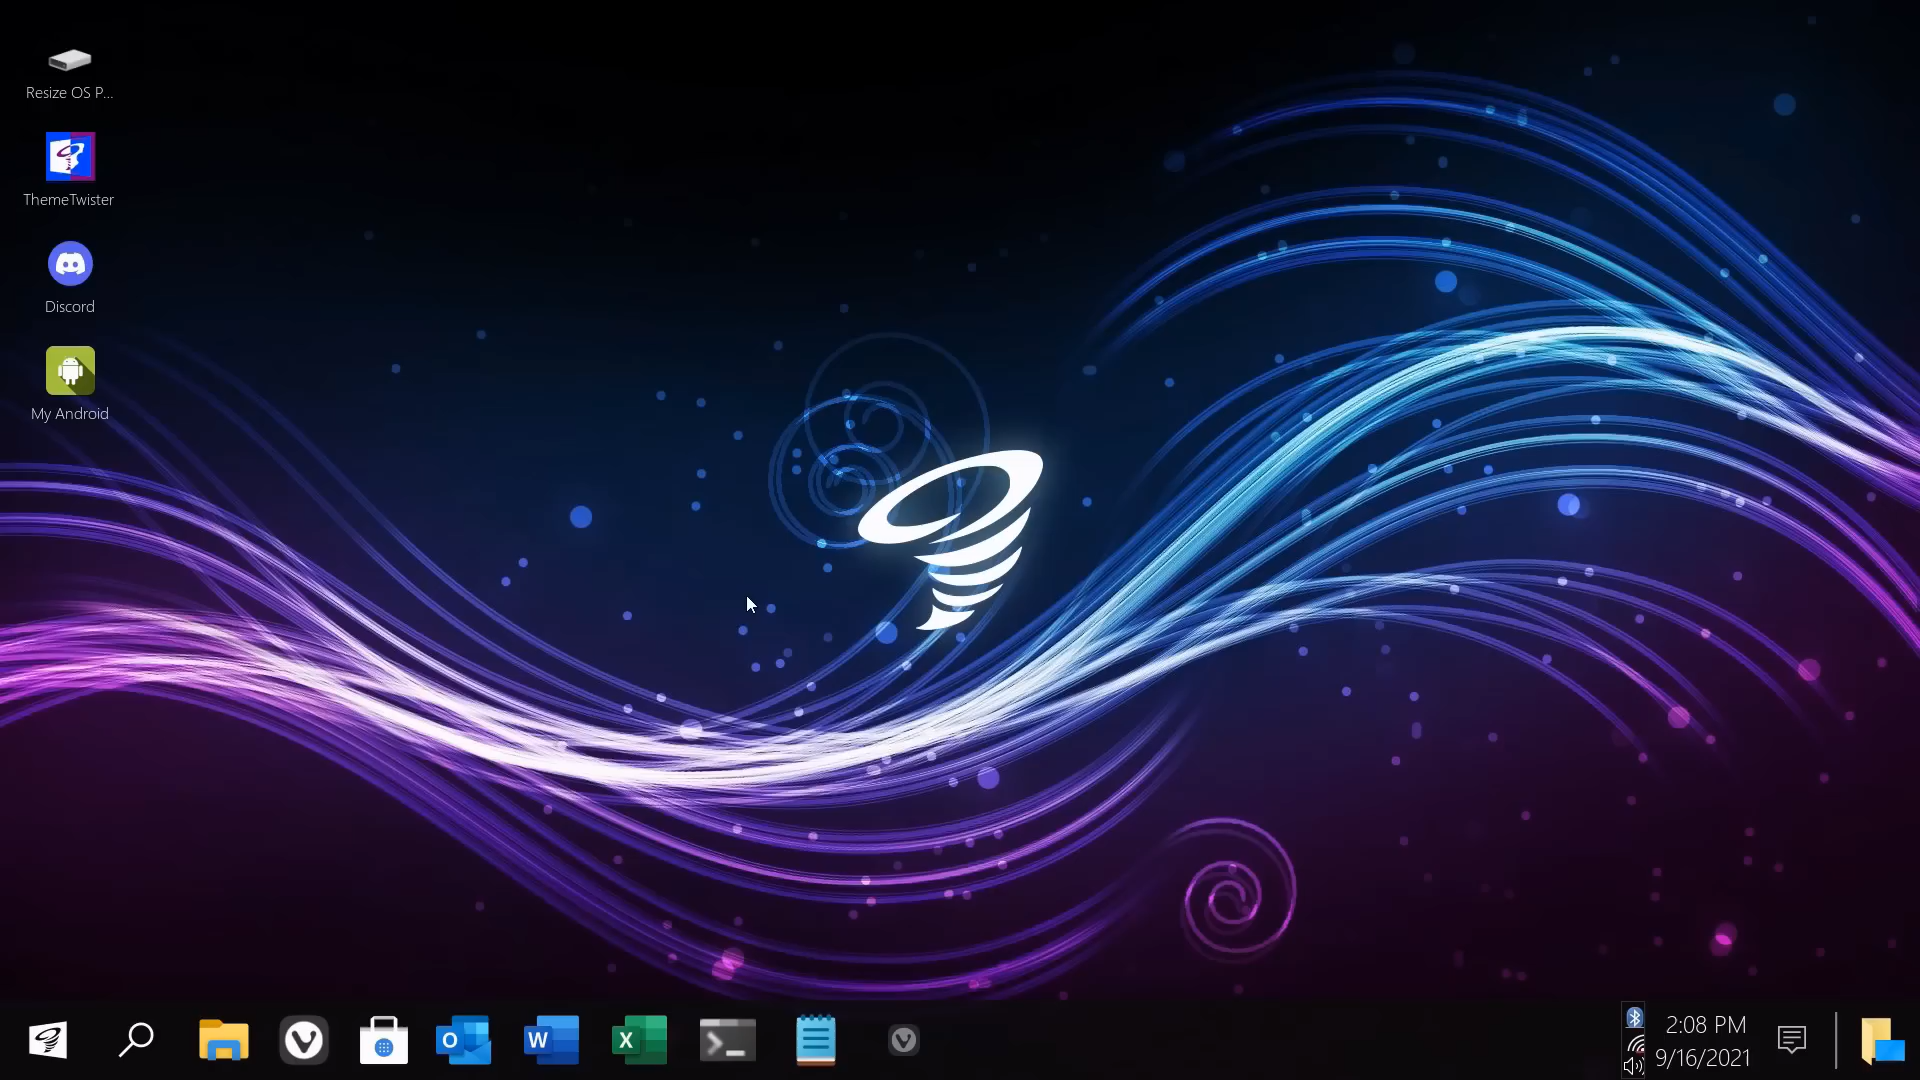 Resize OS P...
ThemeTwister
Discord
My Android
O
W
X
2:08 PM
9/16/2021